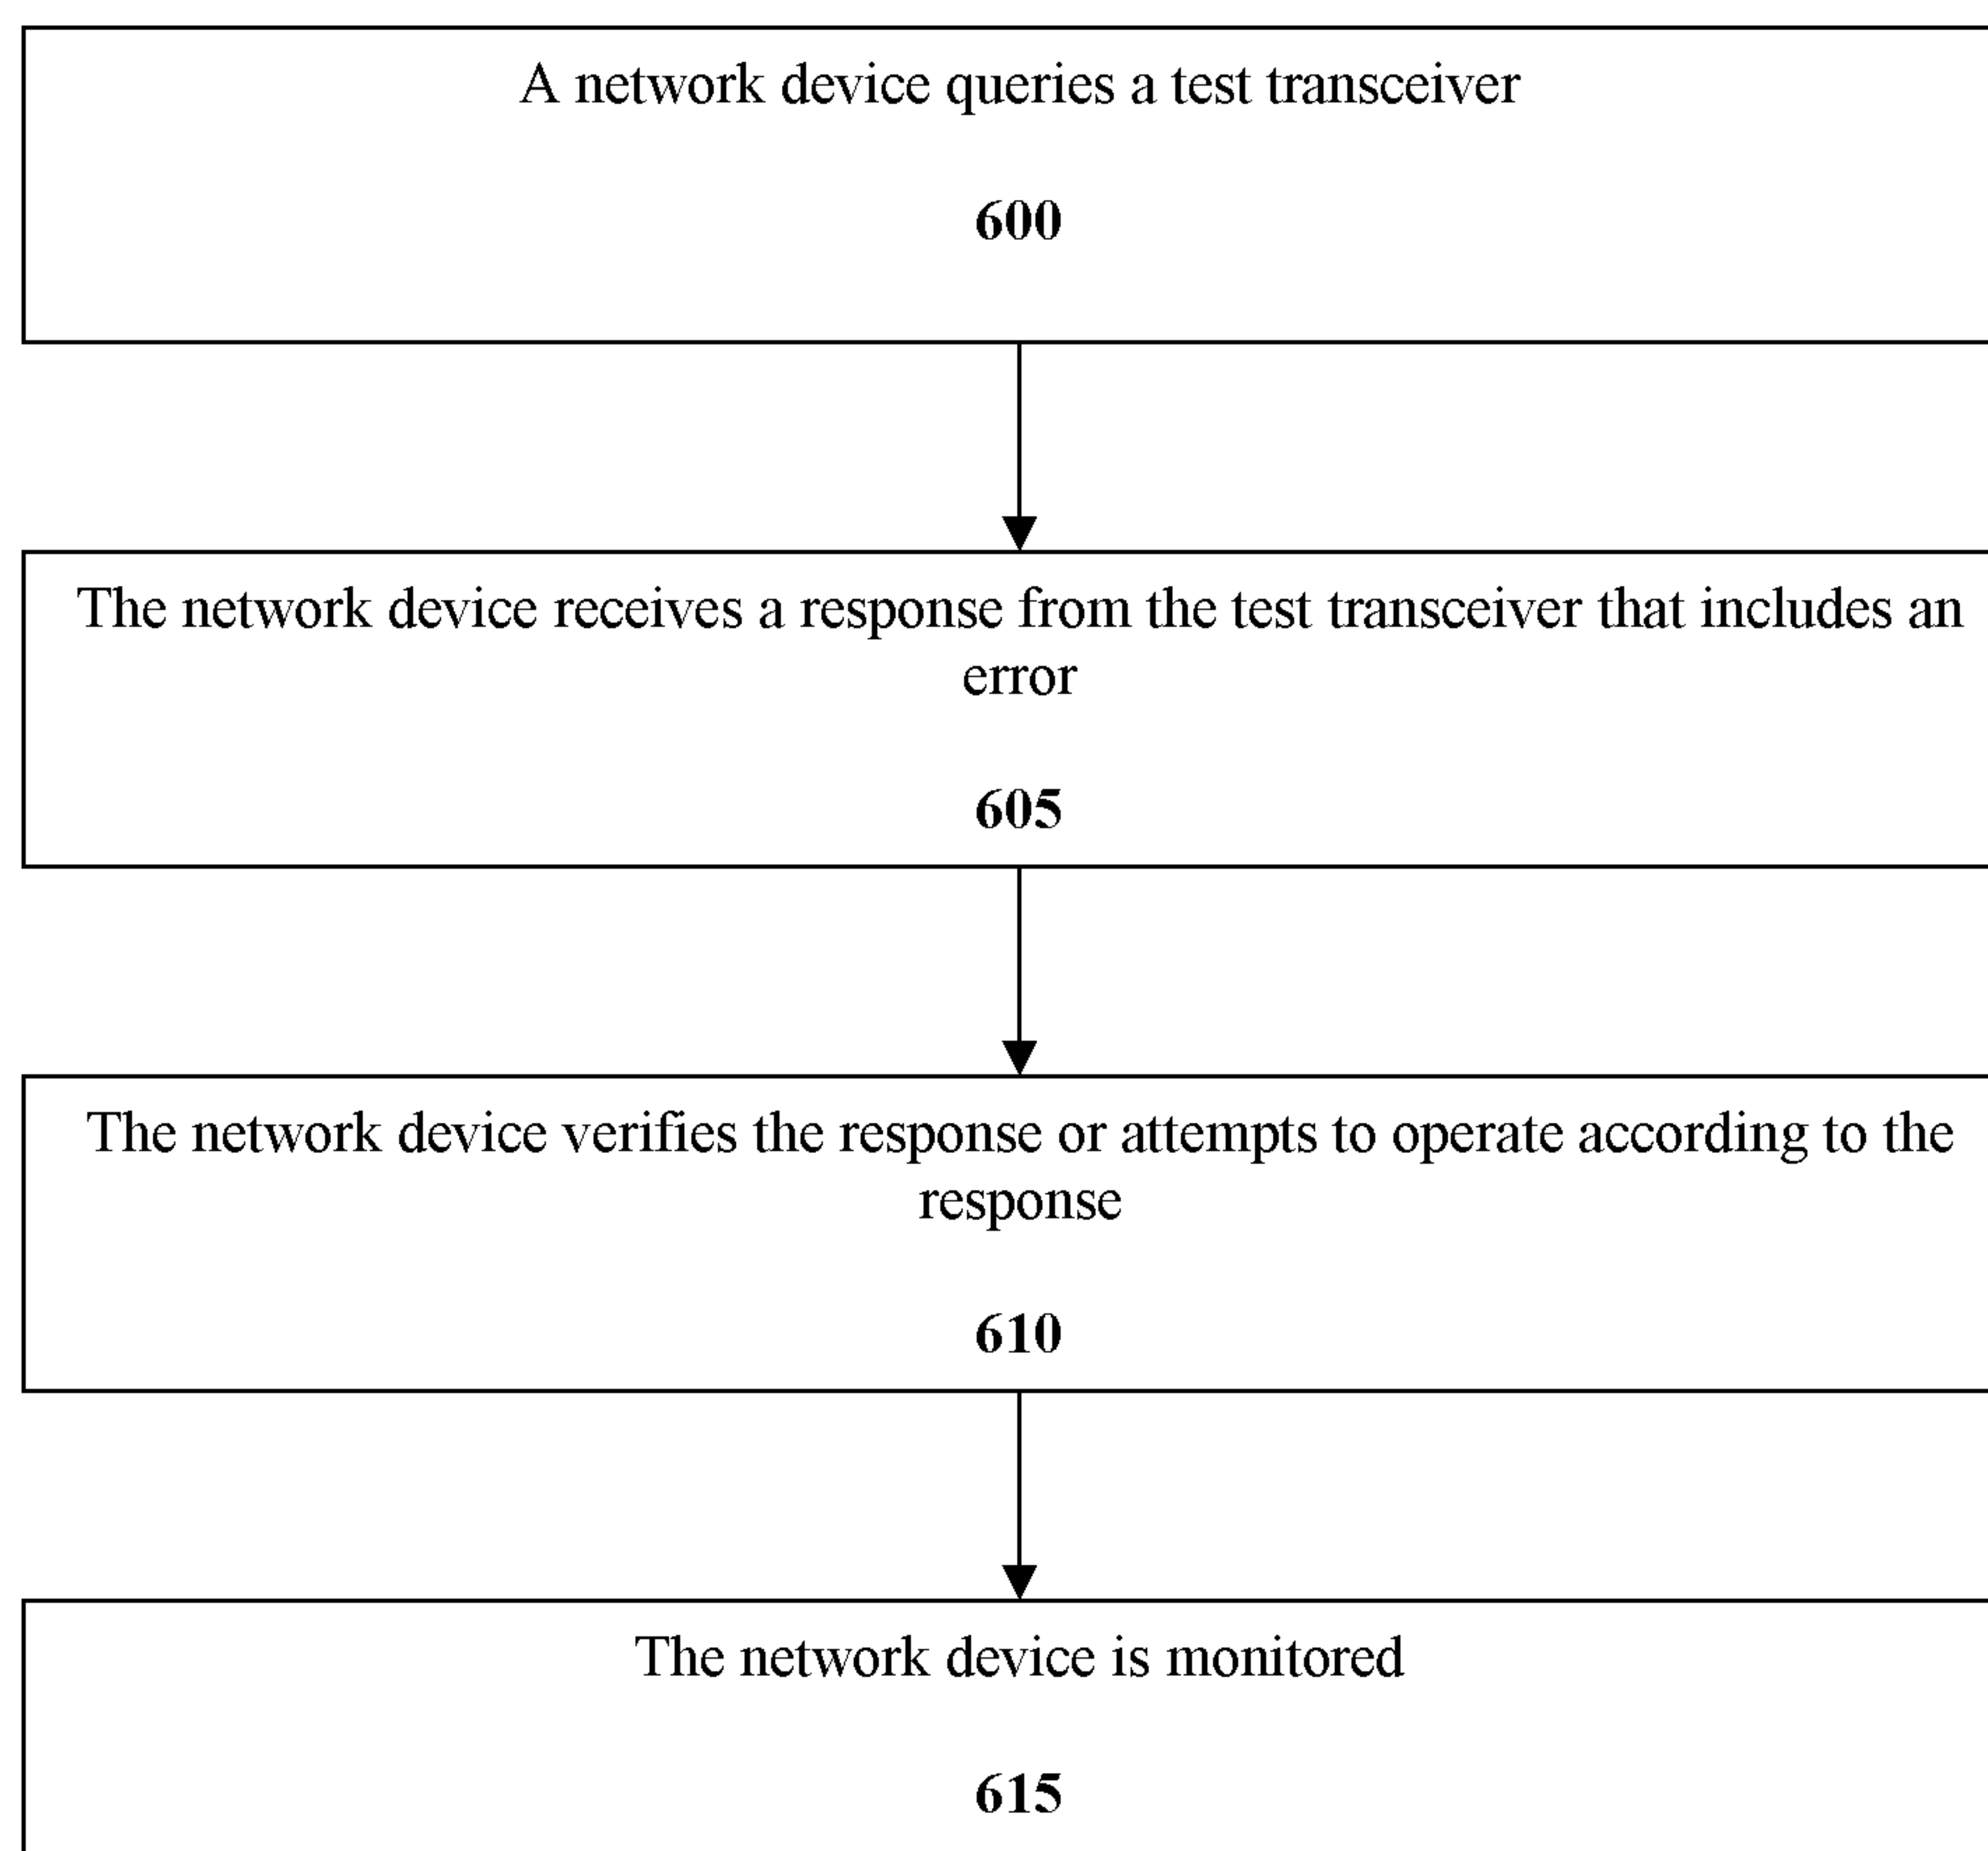 A network device queries a test transceiver
600
The network device receives a response from the test transceiver that includes an
error
605
The network device verifies the response or attempts to operate according to the
response
610
The network device is monitored
615